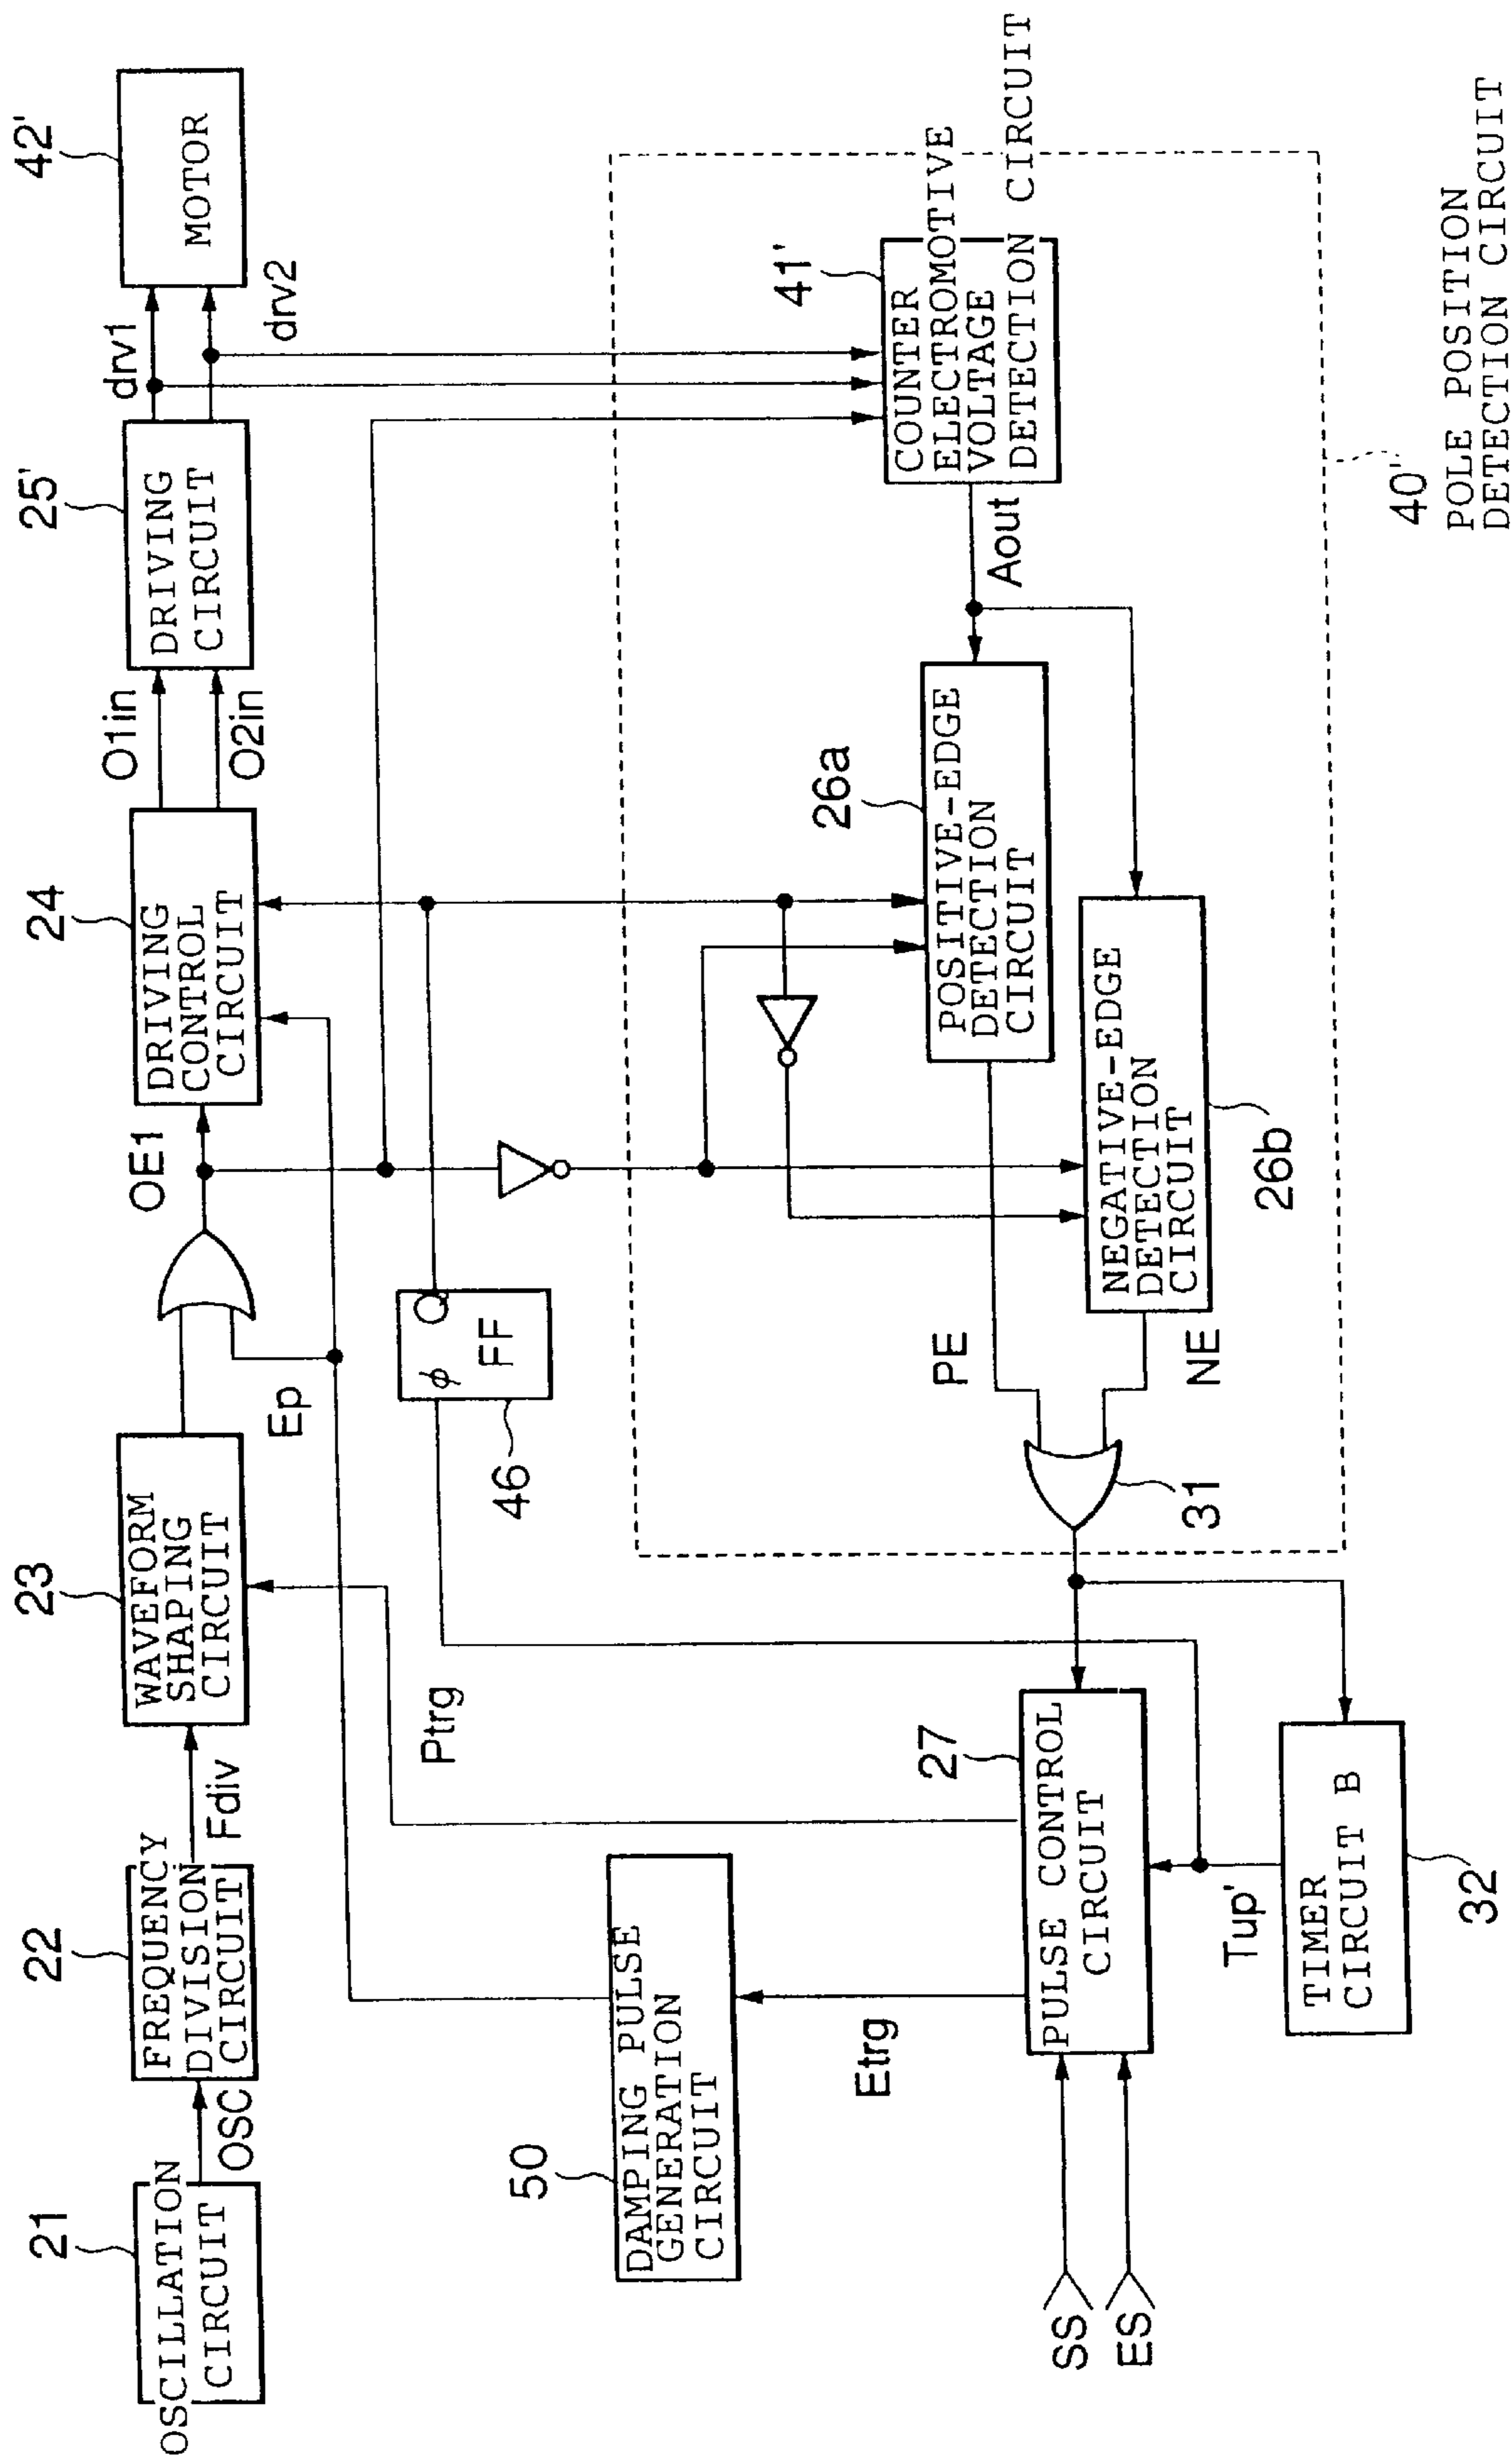 21
OSCILLATION
CIRCUIT
OSC
22
FREQUENCY
DIVISION
CIRCUIT
Fdiv
23
WAVEFORM
SHAPING
CIRCUIT
Ep
OE1
24
DRIVING
CONTROL
CIRCUIT
O1in
O2in
25'
DRIVING
CIRCUIT
drv1
drv2
42'
MOTOR
Ptrg
φ
Q
FF
46
50
DAMPING PULSE
GENERATION
CIRCUIT
Etrg
SS
ES
27
PULSE CONTROL
CIRCUIT
Tup'
TIMER
CIRCUIT B
32
31
PE
NE
26a
POSITIVE-EDGE
DETECTION
CIRCUIT
NEGATIVE-EDGE
DETECTION
CIRCUIT
26b
Aout
41'
COUNTER
ELECTROMOTIVE
VOLTAGE
DETECTION CIRCUIT
40'
POLE POSITION
DETECTION CIRCUIT